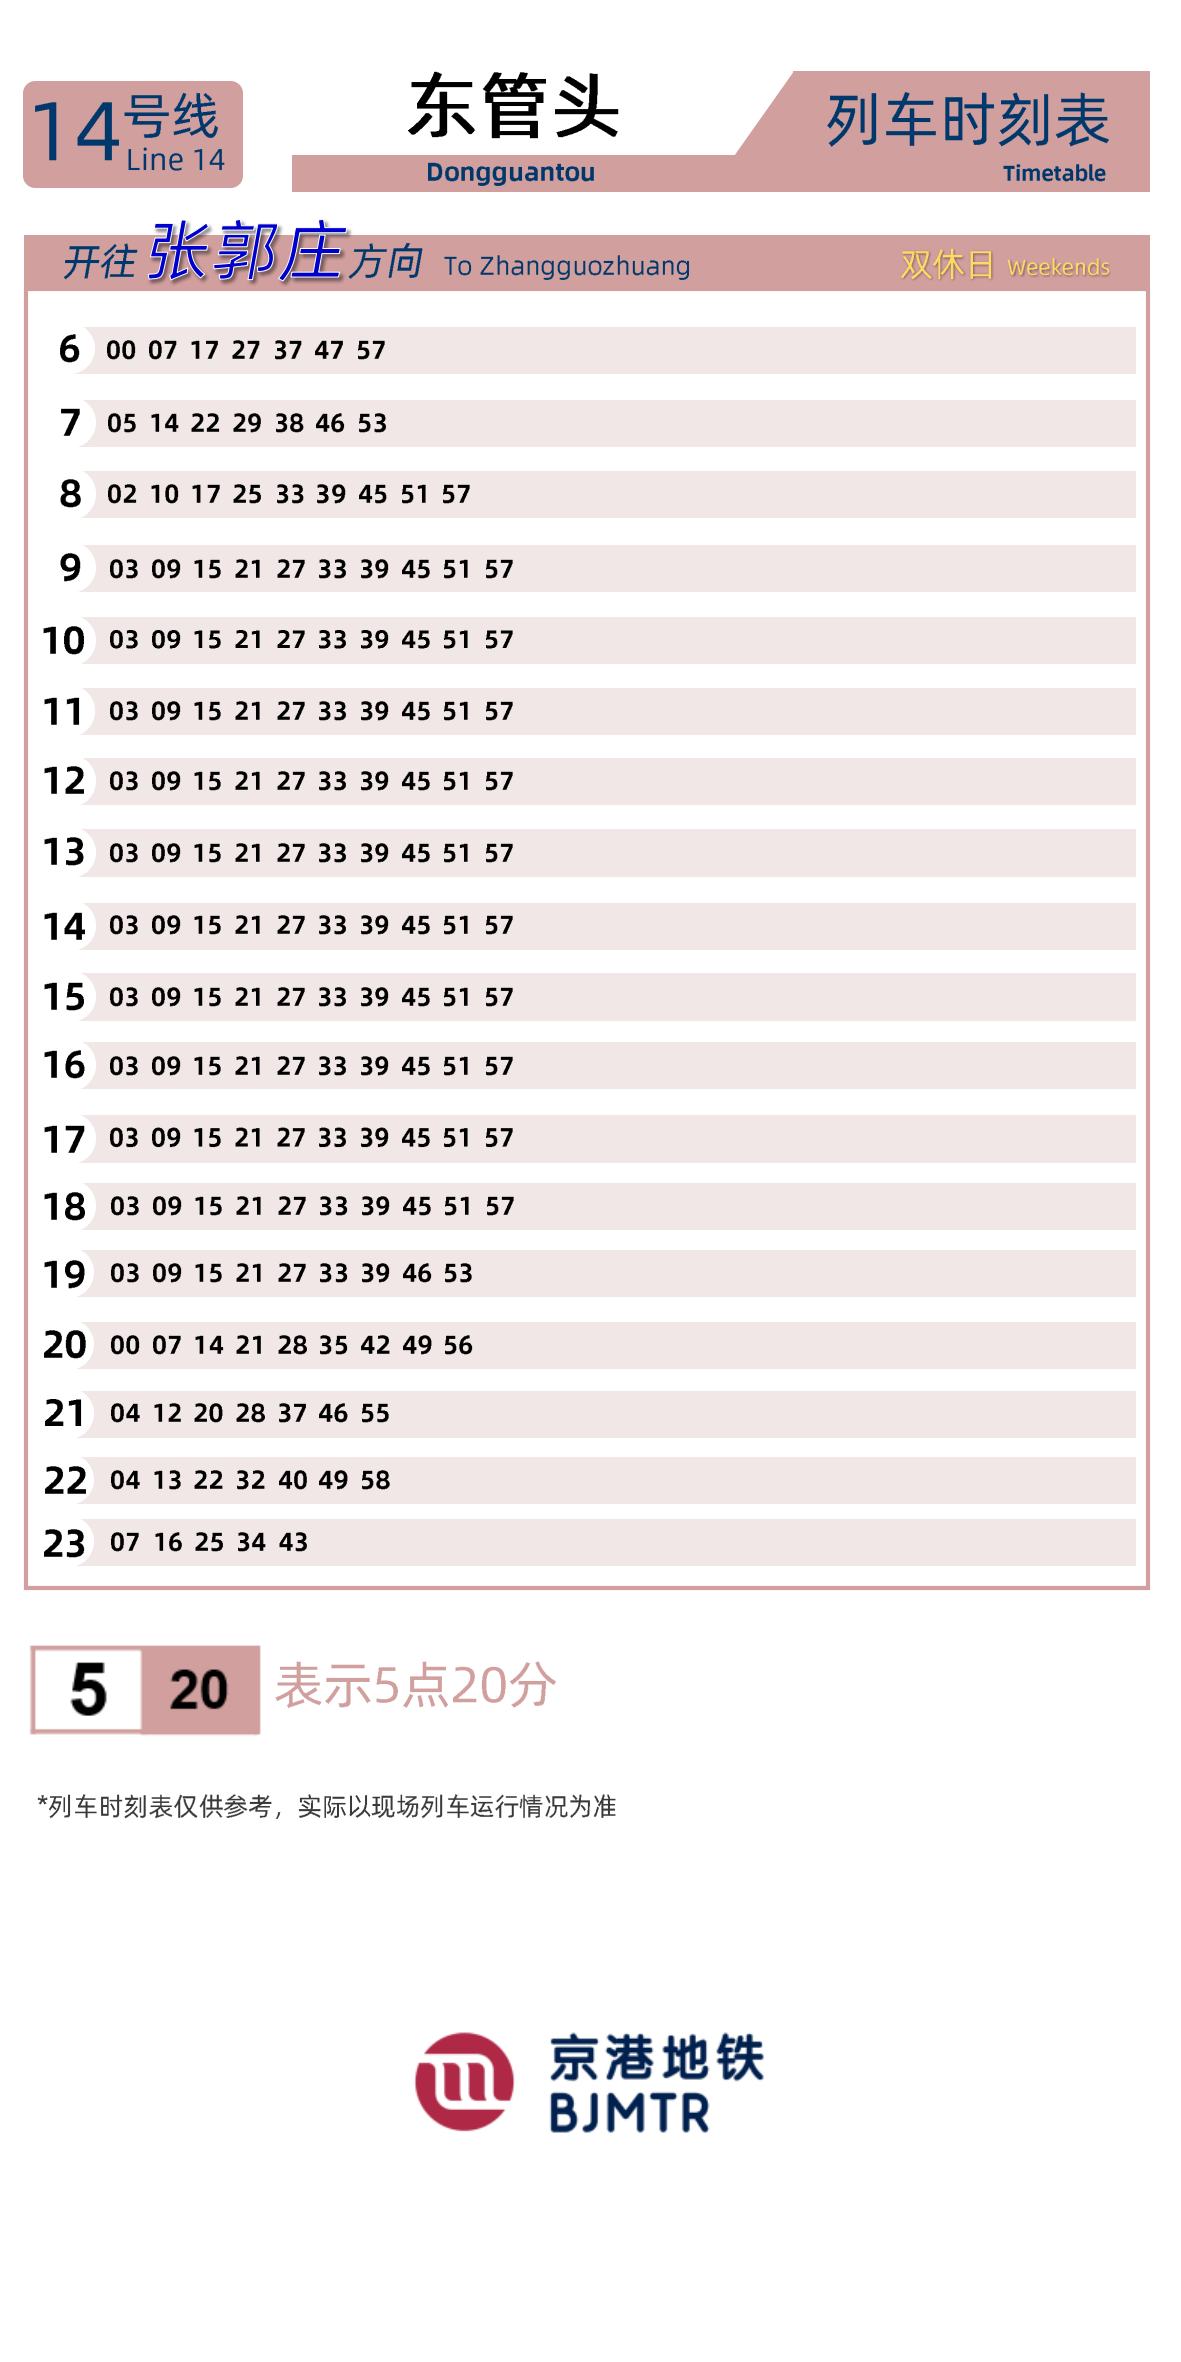 14号线
Line 14
东管头
Dongguantou
列车时刻表
Timetable
开往 张郭庄 方向 To Zhangguozhuang 双休日 Weekends
6 00 07 17 27 37 47 57
7 05 14 22 29 38 46 53
8 02 10 17 25 33 39 45 51 57
9 03 09 15 21 27 33 39 45 51 57
10 03 09 15 21 27 33 39 45 51 57
11 03 09 15 21 27 33 39 45 51 57
12 03 09 15 21 27 33 39 45 51 57
13 03 09 15 21 27 33 39 45 51 57
14 03 09 15 21 27 33 39 45 51 57
15 03 09 15 21 27 33 39 45 51 57
16 03 09 15 21 27 33 39 45 51 57
17 03 09 15 21 27 33 39 45 51 57
18 03 09 15 21 27 33 39 45 51 57
19 03 09 15 21 27 33 39 46 53
20 00 07 14 21 28 35 42 49 56
21 04 12 20 28 37 46 55
22 04 13 22 32 40 49 58
23 07 16 25 34 43
5 20 表示5点20分
*列车时刻表仅供参考，实际以现场列车运行情况为准
京港地铁
BJMTR